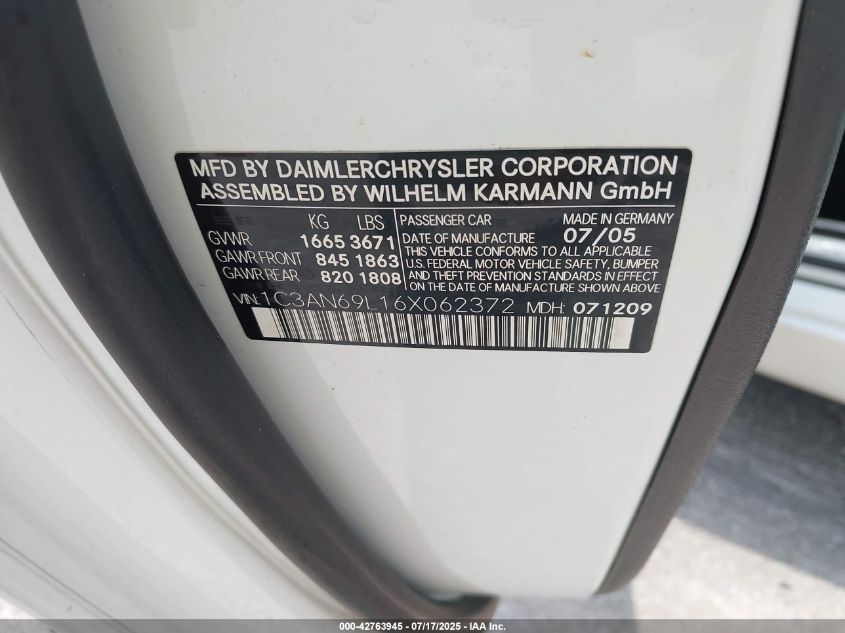 MFD BY DAIMLERCHRYSLER CORPORATION
ASSEMBLED BY WILHELM KARMANN GmbH
KG LBS
GVWR 1665 3671
GAWR FRONT 845 1863
GAWR REAR 820 1808
PASSENGER CAR MADE IN GERMANY
DATE OF MANUFACTURE 07/05
THIS VEHICLE CONFORMS TO ALL APPLICABLE
U.S. FEDERAL MOTOR VEHICLE SAFETY, BUMPER,
AND THEFT PREVENTION STANDARDS IN EFFECT
ON THE DATE OF MANUFACTURE SHOWN ABOVE
VIN: 1C3AN69L16X062372 MDH: 071209
000-42763945 - 07/17/2025 - IAA Inc.